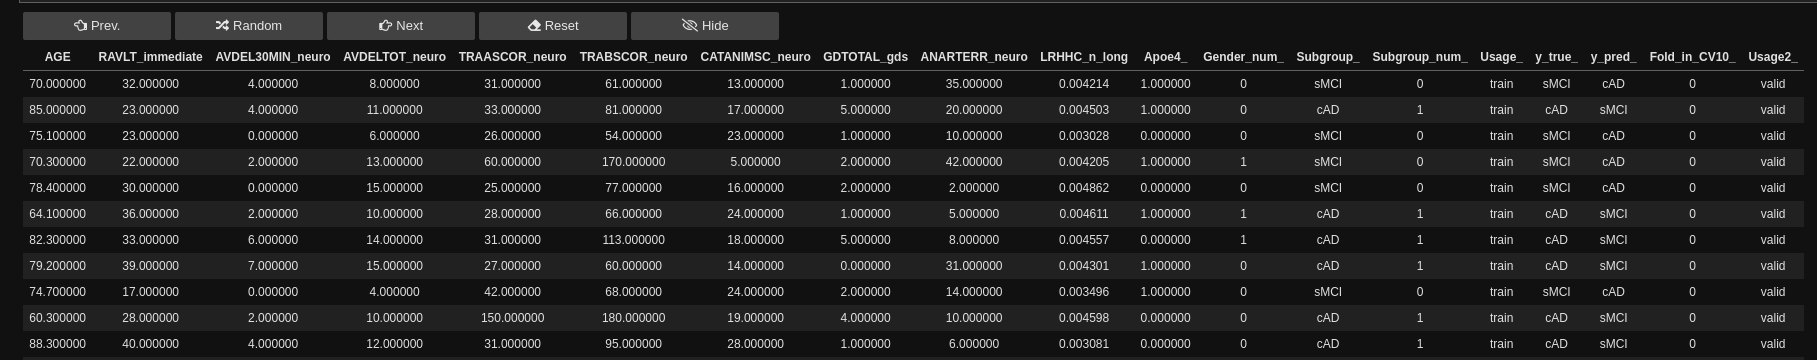 Prev. Random Next Reset Hide
AGE RAVLT_immediate AVDEL30MIN_neuro AVDELTOT_neuro TRAASCOR_neuro TRABSCOR_neuro CATANIMSC_neuro GDTOTAL_gds ANARTERR_neuro LRHHC_n_long Apoe4_ Gender_num_ Subgroup_ Subgroup_num_ Usage_ y_true_ y_pred_ Fold_in_CV10_ Usage2_
70.000000 32.000000 4.000000 8.000000 31.000000 61.000000 13.000000 1.000000 35.000000 0.004214 1.000000 0 sMCI 0 train sMCI cAD 0 valid
85.000000 23.000000 4.000000 11.000000 33.000000 81.000000 17.000000 5.000000 20.000000 0.004503 1.000000 0 cAD 1 train cAD sMCI 0 valid
75.100000 23.000000 0.000000 6.000000 26.000000 54.000000 23.000000 1.000000 10.000000 0.003028 0.000000 0 sMCI 0 train sMCI cAD 0 valid
70.300000 22.000000 2.000000 13.000000 60.000000 170.000000 5.000000 2.000000 42.000000 0.004205 1.000000 1 sMCI 0 train sMCI cAD 0 valid
78.400000 30.000000 0.000000 15.000000 25.000000 77.000000 16.000000 2.000000 2.000000 0.004862 0.000000 0 sMCI 0 train sMCI cAD 0 valid
64.100000 36.000000 2.000000 10.000000 28.000000 66.000000 24.000000 1.000000 5.000000 0.004611 1.000000 1 cAD 1 train cAD sMCI 0 valid
82.300000 33.000000 6.000000 14.000000 31.000000 113.000000 18.000000 5.000000 8.000000 0.004557 0.000000 1 cAD 1 train cAD sMCI 0 valid
79.200000 39.000000 7.000000 15.000000 27.000000 60.000000 14.000000 0.000000 31.000000 0.004301 1.000000 0 cAD 1 train cAD sMCI 0 valid
74.700000 17.000000 0.000000 4.000000 42.000000 68.000000 24.000000 2.000000 14.000000 0.003496 1.000000 0 sMCI 0 train sMCI cAD 0 valid
60.300000 28.000000 2.000000 10.000000 150.000000 180.000000 19.000000 4.000000 10.000000 0.004598 0.000000 0 cAD 1 train cAD sMCI 0 valid
88.300000 40.000000 4.000000 12.000000 31.000000 95.000000 28.000000 1.000000 6.000000 0.003081 0.000000 0 cAD 1 train cAD sMCI 0 valid